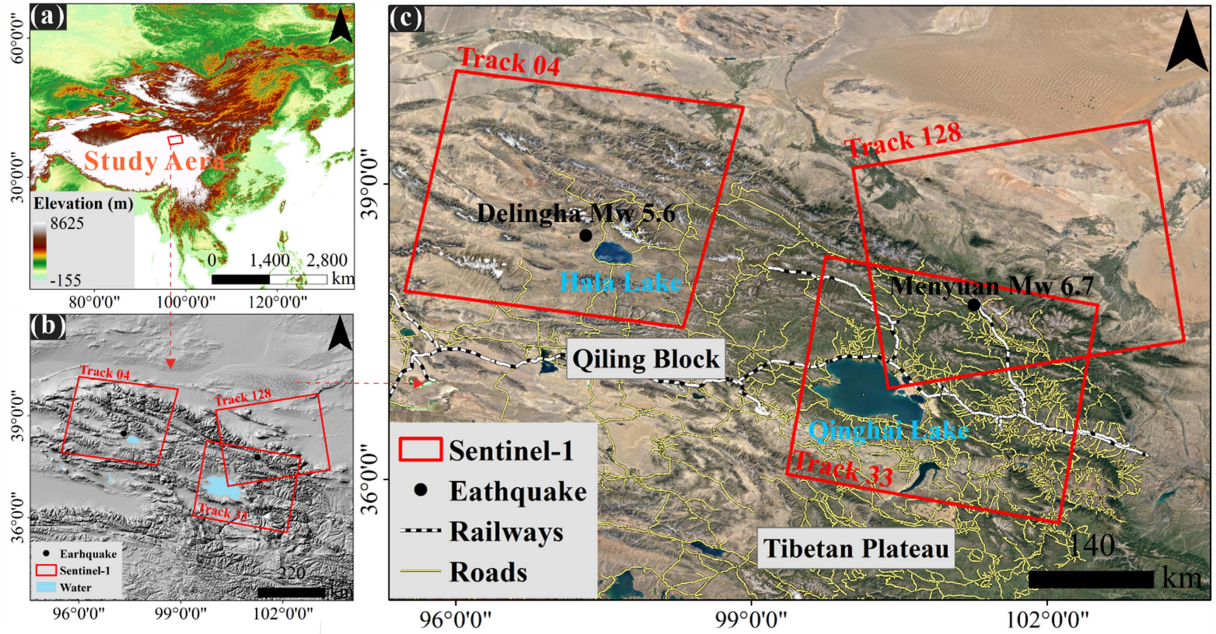 (a)
60°0'0"
30°0'0"
Study Aera
Elevation (m)
8625
-155
0 1,400 2,800
km
80°0'0" 100°0'0" 120°0'0"
(b)
Track 04
Track 128
Track 33
39°0'0"
36°0'0"
Earhquake
Sentinel-1
Water
220
km
96°0'0" 99°0'0" 102°0'0"
(c)
Track 04
Track 128
39°0'0"
Delingha Mw 5.6
Hala Lake
Menyuan Mw 6.7
Qiling Block
Qinghai Lake
Track 33
36°0'0"
Sentinel-1
Eathquake
Railways
Roads
Tibetan Plateau
140
km
96°0'0" 99°0'0" 102°0'0"